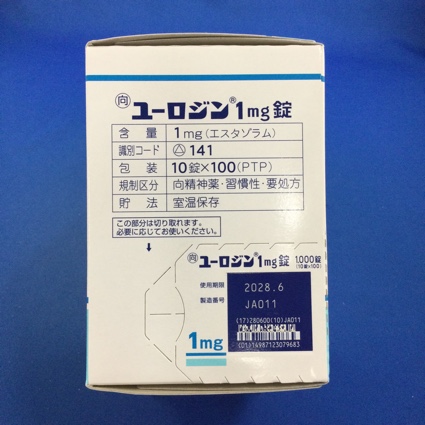 向 ユーロジン® 1mg錠
含量 1mg(エスタゾラム)
識別コード △ 141
包装 10錠×100(PTP)
規制区分 向精神薬・習慣性・要処方
貯法 室温保存
この部分は切り取れます。
必要に応じてお使いください。
向 ユーロジン® 1mg錠 1,000錠
(10錠×100)
使用期限 2028.6
製造番号 JA011
(17)280600(10)JA011
(01)14987123079683
1mg